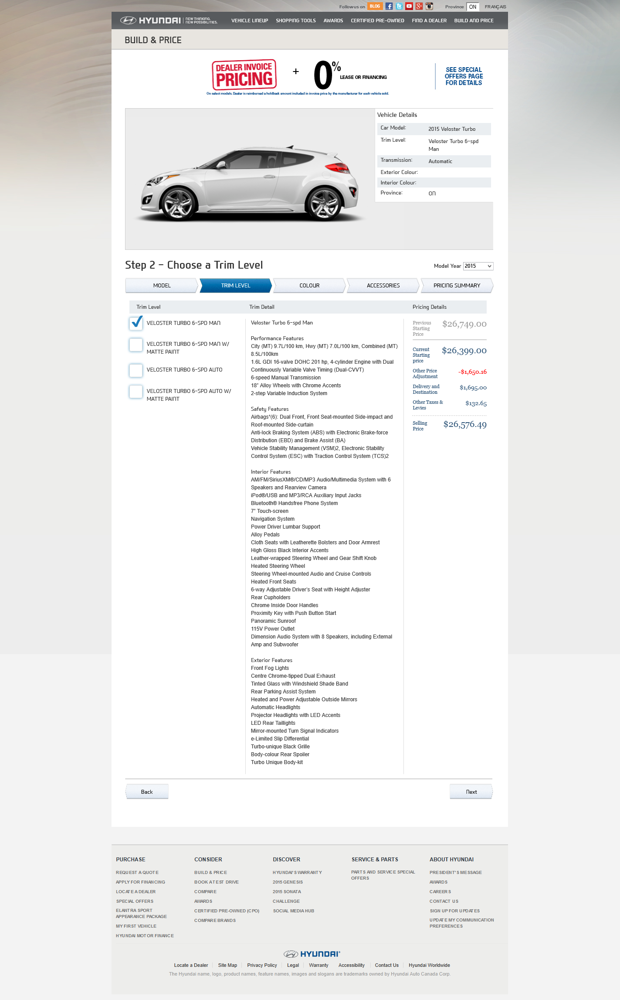 Follow us on BLOG Province ON FRANÇAIS
HYUNDAI NEW THINKING. NEW POSSIBILITIES.
VEHICLE LINEUP SHOPPING TOOLS AWARDS CERTIFIED PRE-OWNED FIND A DEALER BUILD AND PRICE
BUILD & PRICE
DEALER INVOICE
PRICING
+
0%
LEASE OR FINANCING
On select models. Dealer is reimbursed a holdback amount included in invoice price by the manufacturer for each vehicle sold.
SEE SPECIAL
OFFERS PAGE
FOR DETAILS
Vehicle Details
Car Model: 2015 Veloster Turbo
Trim Level: Veloster Turbo 6-spd
Man
Transmission: Automatic
Exterior Colour:
Interior Colour:
Province: ON
Step 2 - Choose a Trim Level
Model Year 2015
MODEL TRIM LEVEL COLOUR ACCESSORIES PRICING SUMMARY
Trim Level Trim Detail Pricing Details
VELOSTER TURBO 6-SPD MAN
VELOSTER TURBO 6-SPD MAN W/
MATTE PAINT
VELOSTER TURBO 6-SPD AUTO
VELOSTER TURBO 6-SPD AUTO W/
MATTE PAINT
Veloster Turbo 6-spd Man
Performance Features
City (MT) 9.7L/100 km, Hwy (MT) 7.0L/100 km, Combined (MT)
8.5L/100km
1.6L GDI 16-valve DOHC 201 hp, 4-cylinder Engine with Dual
Continuously Variable Valve Timing (Dual-CVVT)
6-speed Manual Transmission
18” Alloy Wheels with Chrome Accents
2-step Variable Induction System
Safety Features
Airbags¹(6): Dual Front, Front Seat-mounted Side-impact and
Roof-mounted Side-curtain
Anti-lock Braking System (ABS) with Electronic Brake-force
Distribution (EBD) and Brake Assist (BA)
Vehicle Stability Management (VSM)2, Electronic Stability
Control System (ESC) with Traction Control System (TCS)2
Interior Features
AM/FM/SiriusXM®/CD/MP3 Audio/Multimedia System with 6
Speakers and Rearview Camera
iPod®/USB and MP3/RCA Auxiliary Input Jacks
Bluetooth® Handsfree Phone System
7” Touch-screen
Navigation System
Power Driver Lumbar Support
Alloy Pedals
Cloth Seats with Leatherette Bolsters and Door Armrest
High Gloss Black Interior Accents
Leather-wrapped Steering Wheel and Gear Shift Knob
Heated Steering Wheel
Steering Wheel-mounted Audio and Cruise Controls
Heated Front Seats
6-way Adjustable Driver’s Seat with Height Adjuster
Rear Cupholders
Chrome Inside Door Handles
Proximity Key with Push Button Start
Panoramic Sunroof
115V Power Outlet
Dimension Audio System with 8 Speakers, including External
Amp and Subwoofer
Exterior Features
Front Fog Lights
Centre Chrome-tipped Dual Exhaust
Tinted Glass with Windshield Shade Band
Rear Parking Assist System
Heated and Power Adjustable Outside Mirrors
Automatic Headlights
Projector Headlights with LED Accents
LED Rear Taillights
Mirror-mounted Turn Signal Indicators
e-Limited Slip Differential
Turbo-unique Black Grille
Body-colour Rear Spoiler
Turbo Unique Body-kit
Previous
Starting
Price
$26,749.00
Current
Starting
price
$26,399.00
Other Price
Adjustment
-$1,650.16
Delivery and
Destination
$1,695.00
Other Taxes &
Levies
$132.65
Selling
Price
$26,576.49
Back Next
PURCHASE
REQUEST A QUOTE
APPLY FOR FINANCING
LOCATE A DEALER
SPECIAL OFFERS
ELANTRA SPORT
APPEARANCE PACKAGE
MY FIRST VEHICLE
HYUNDAI MOTOR FINANCE
CONSIDER
BUILD & PRICE
BOOK A TEST DRIVE
COMPARE
AWARDS
CERTIFIED PRE-OWNED (CPO)
COMPARE BRANDS
DISCOVER
HYUNDAI'S WARRANTY
2015 GENESIS
2015 SONATA
CHALLENGE
SOCIAL MEDIA HUB
SERVICE & PARTS
PARTS AND SERVICE SPECIAL
OFFERS
ABOUT HYUNDAI
PRESIDENT'S MESSAGE
AWARDS
CAREERS
CONTACT US
SIGN UP FOR UPDATES
UPDATE MY COMMUNICATION
PREFERENCES
HYUNDAI
Locate a Dealer Site Map Privacy Policy Legal Warranty Accessibility Contact Us Hyundai Worldwide
The Hyundai name, logo, product names, feature names, images and slogans are trademarks owned by Hyundai Auto Canada Corp.